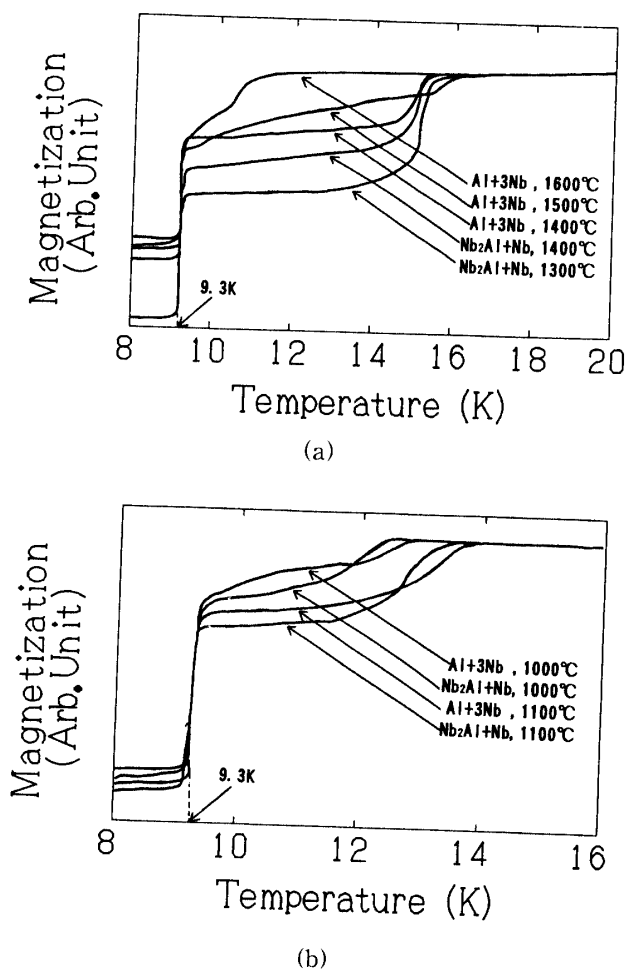 Magnetization
(Arb. Unit)
Al+3Nb , 1600℃
Al+3Nb , 1500℃
Al+3Nb , 1400℃
Nb₂Al+Nb, 1400℃
Nb₂Al+Nb, 1300℃
9. 3K
8 10 12 14 16 18 20
Temperature (K)
(a)
Magnetization
(Arb. Unit)
Al+3Nb , 1000℃
Nb₂Al+Nb, 1000℃
Al+3Nb , 1100℃
Nb₂Al+Nb, 1100℃
9. 3K
8 10 12 14 16
Temperature (K)
(b)